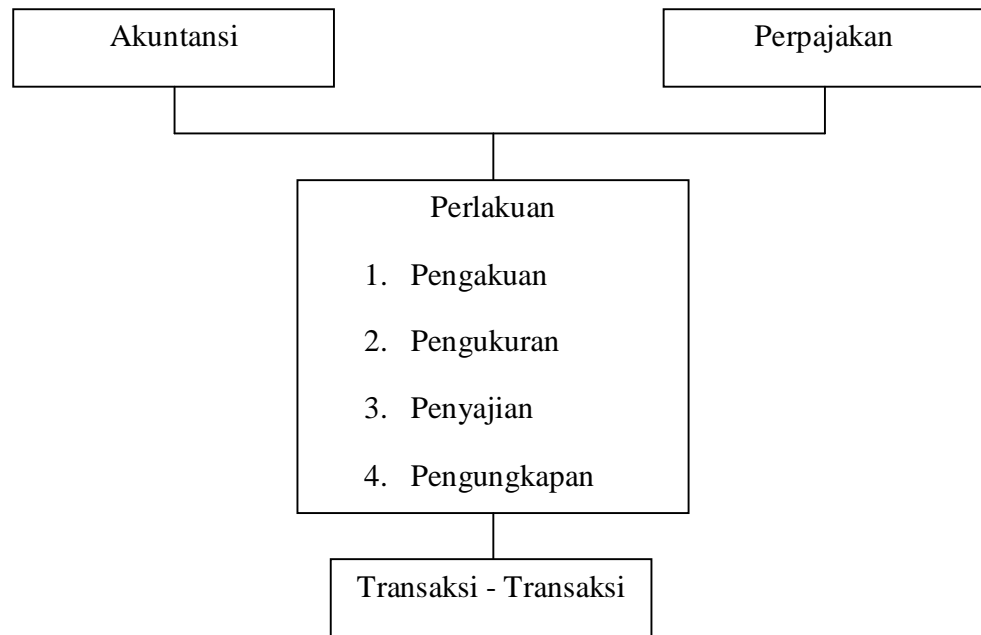 Akuntansi
Perpajakan
Perlakuan
1. Pengakuan
2. Pengukuran
3. Penyajian
4. Pengungkapan
Transaksi - Transaksi